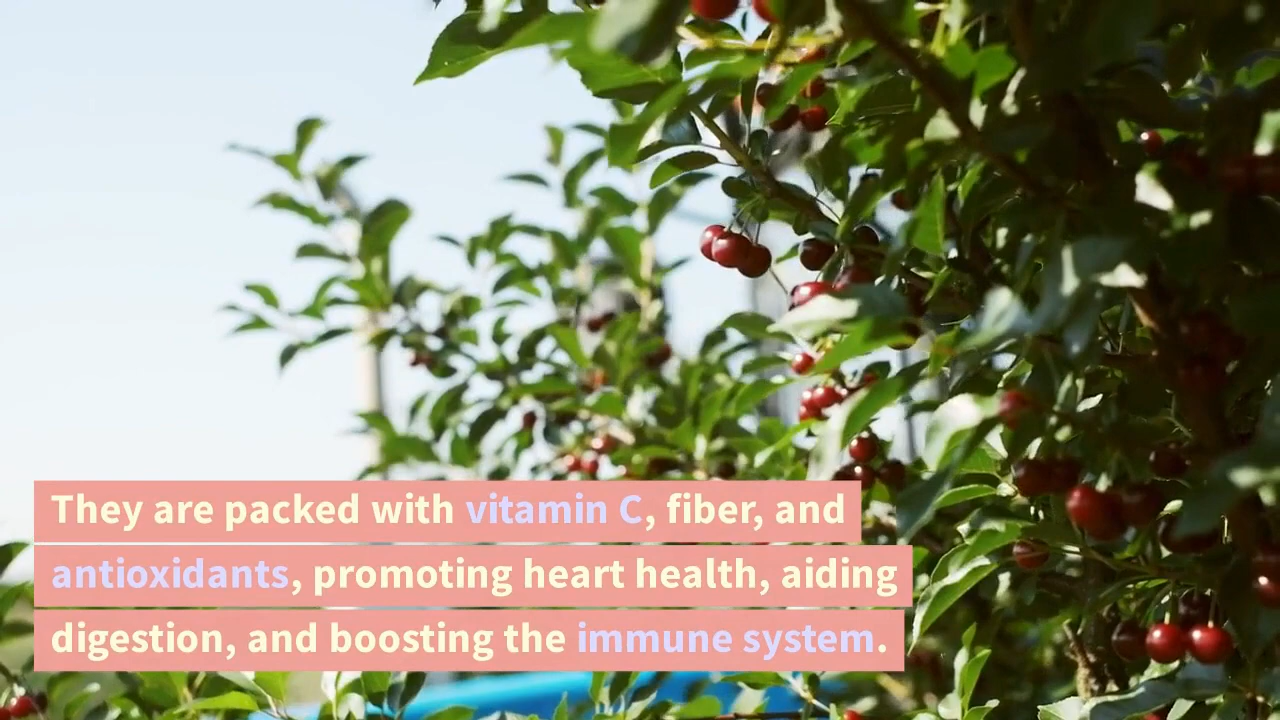 They are packed with vitamin C, fiber, and
antioxidants, promoting heart health, aiding
digestion, and boosting the immune system.